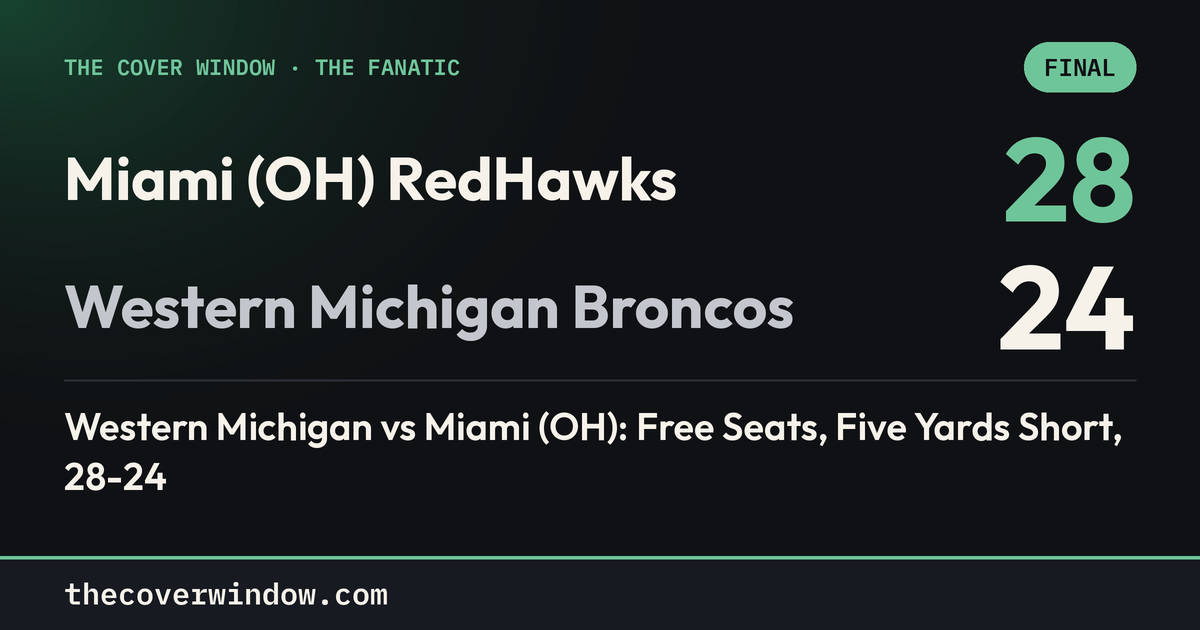 THE COVER WINDOW · THE FANATIC
FINAL
Miami (OH) RedHawks
28
Western Michigan Broncos
24
Western Michigan vs Miami (OH): Free Seats, Five Yards Short,
28-24
thecoverwindow.com